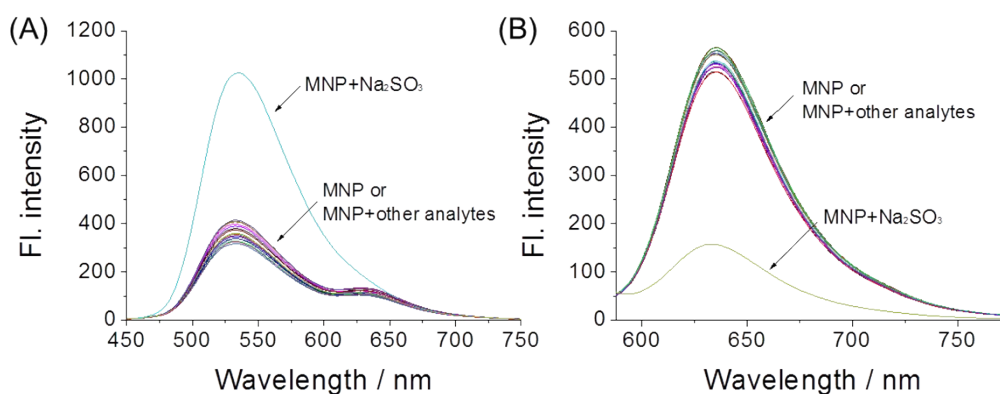 (A)
1200
1000
800
600
400
200
0
Fl. intensity
MNP+Na₂SO₃
MNP or
MNP+other analytes
450 500 550 600 650 700 750
Wavelength / nm
(B)
600
500
400
300
200
100
0
Fl. intensity
MNP or
MNP+other analytes
MNP+Na₂SO₃
600 650 700 750
Wavelength / nm